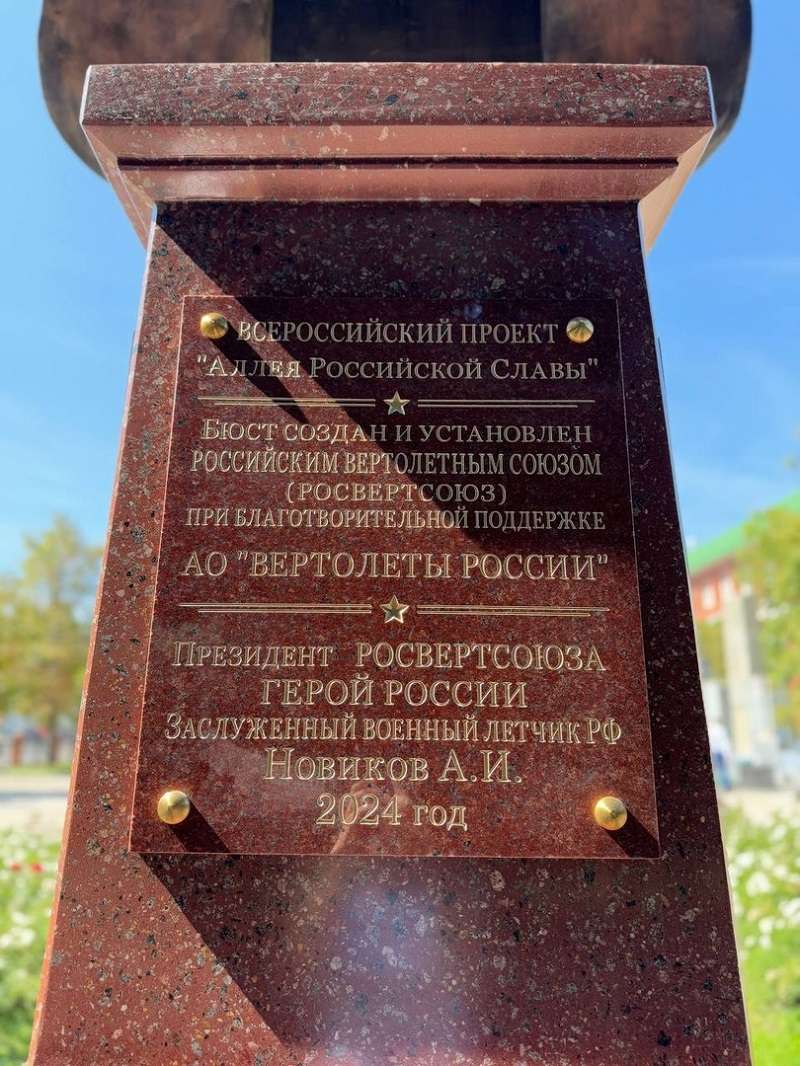 ВСЕРОССИЙСКИЙ ПРОЕКТ
"Аллея Российской Славы"
Бюст создан и установлен
РОССИЙСКИМ ВЕРТОЛЕТНЫМ СОЮЗОМ
(РОСВЕРТСОЮЗ)
ПРИ БЛАГОТВОРИТЕЛЬНОЙ ПОДДЕРЖКЕ
АО "ВЕРТОЛЕТЫ РОССИИ"
Президент РОСВЕРТСОЮЗА
ГЕРОЙ РОССИИ
Заслуженный военный летчик РФ
Новиков А.И.
2024 год